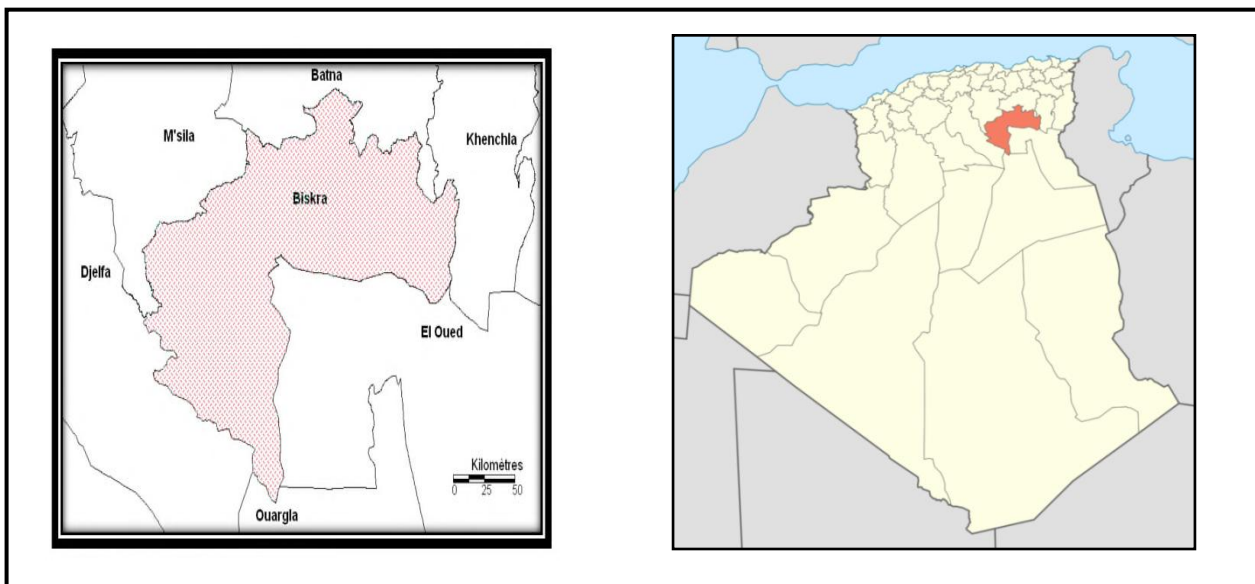 Batna
M'sila
Khenchla
Biskra
Djelfa
El Oued
Kilomètres
0 25 50
Ouargla